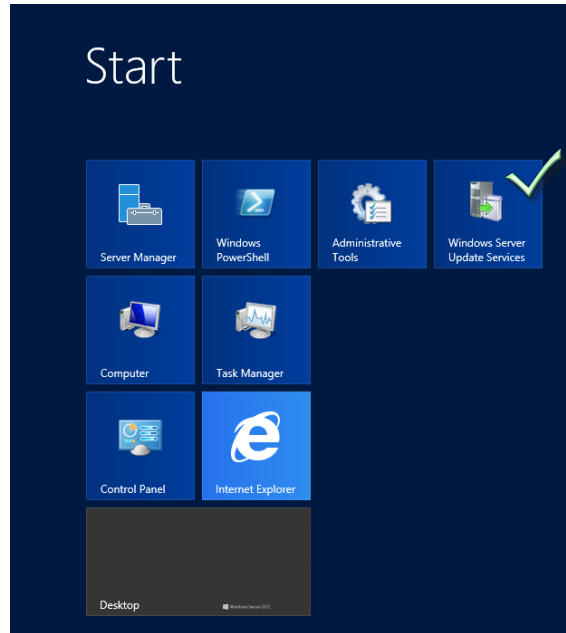 Start
Server Manager
Windows
PowerShell
Administrative
Tools
Windows Server
Update Services
Computer
Task Manager
Control Panel
Internet Explorer
Desktop
Windows Server 2012